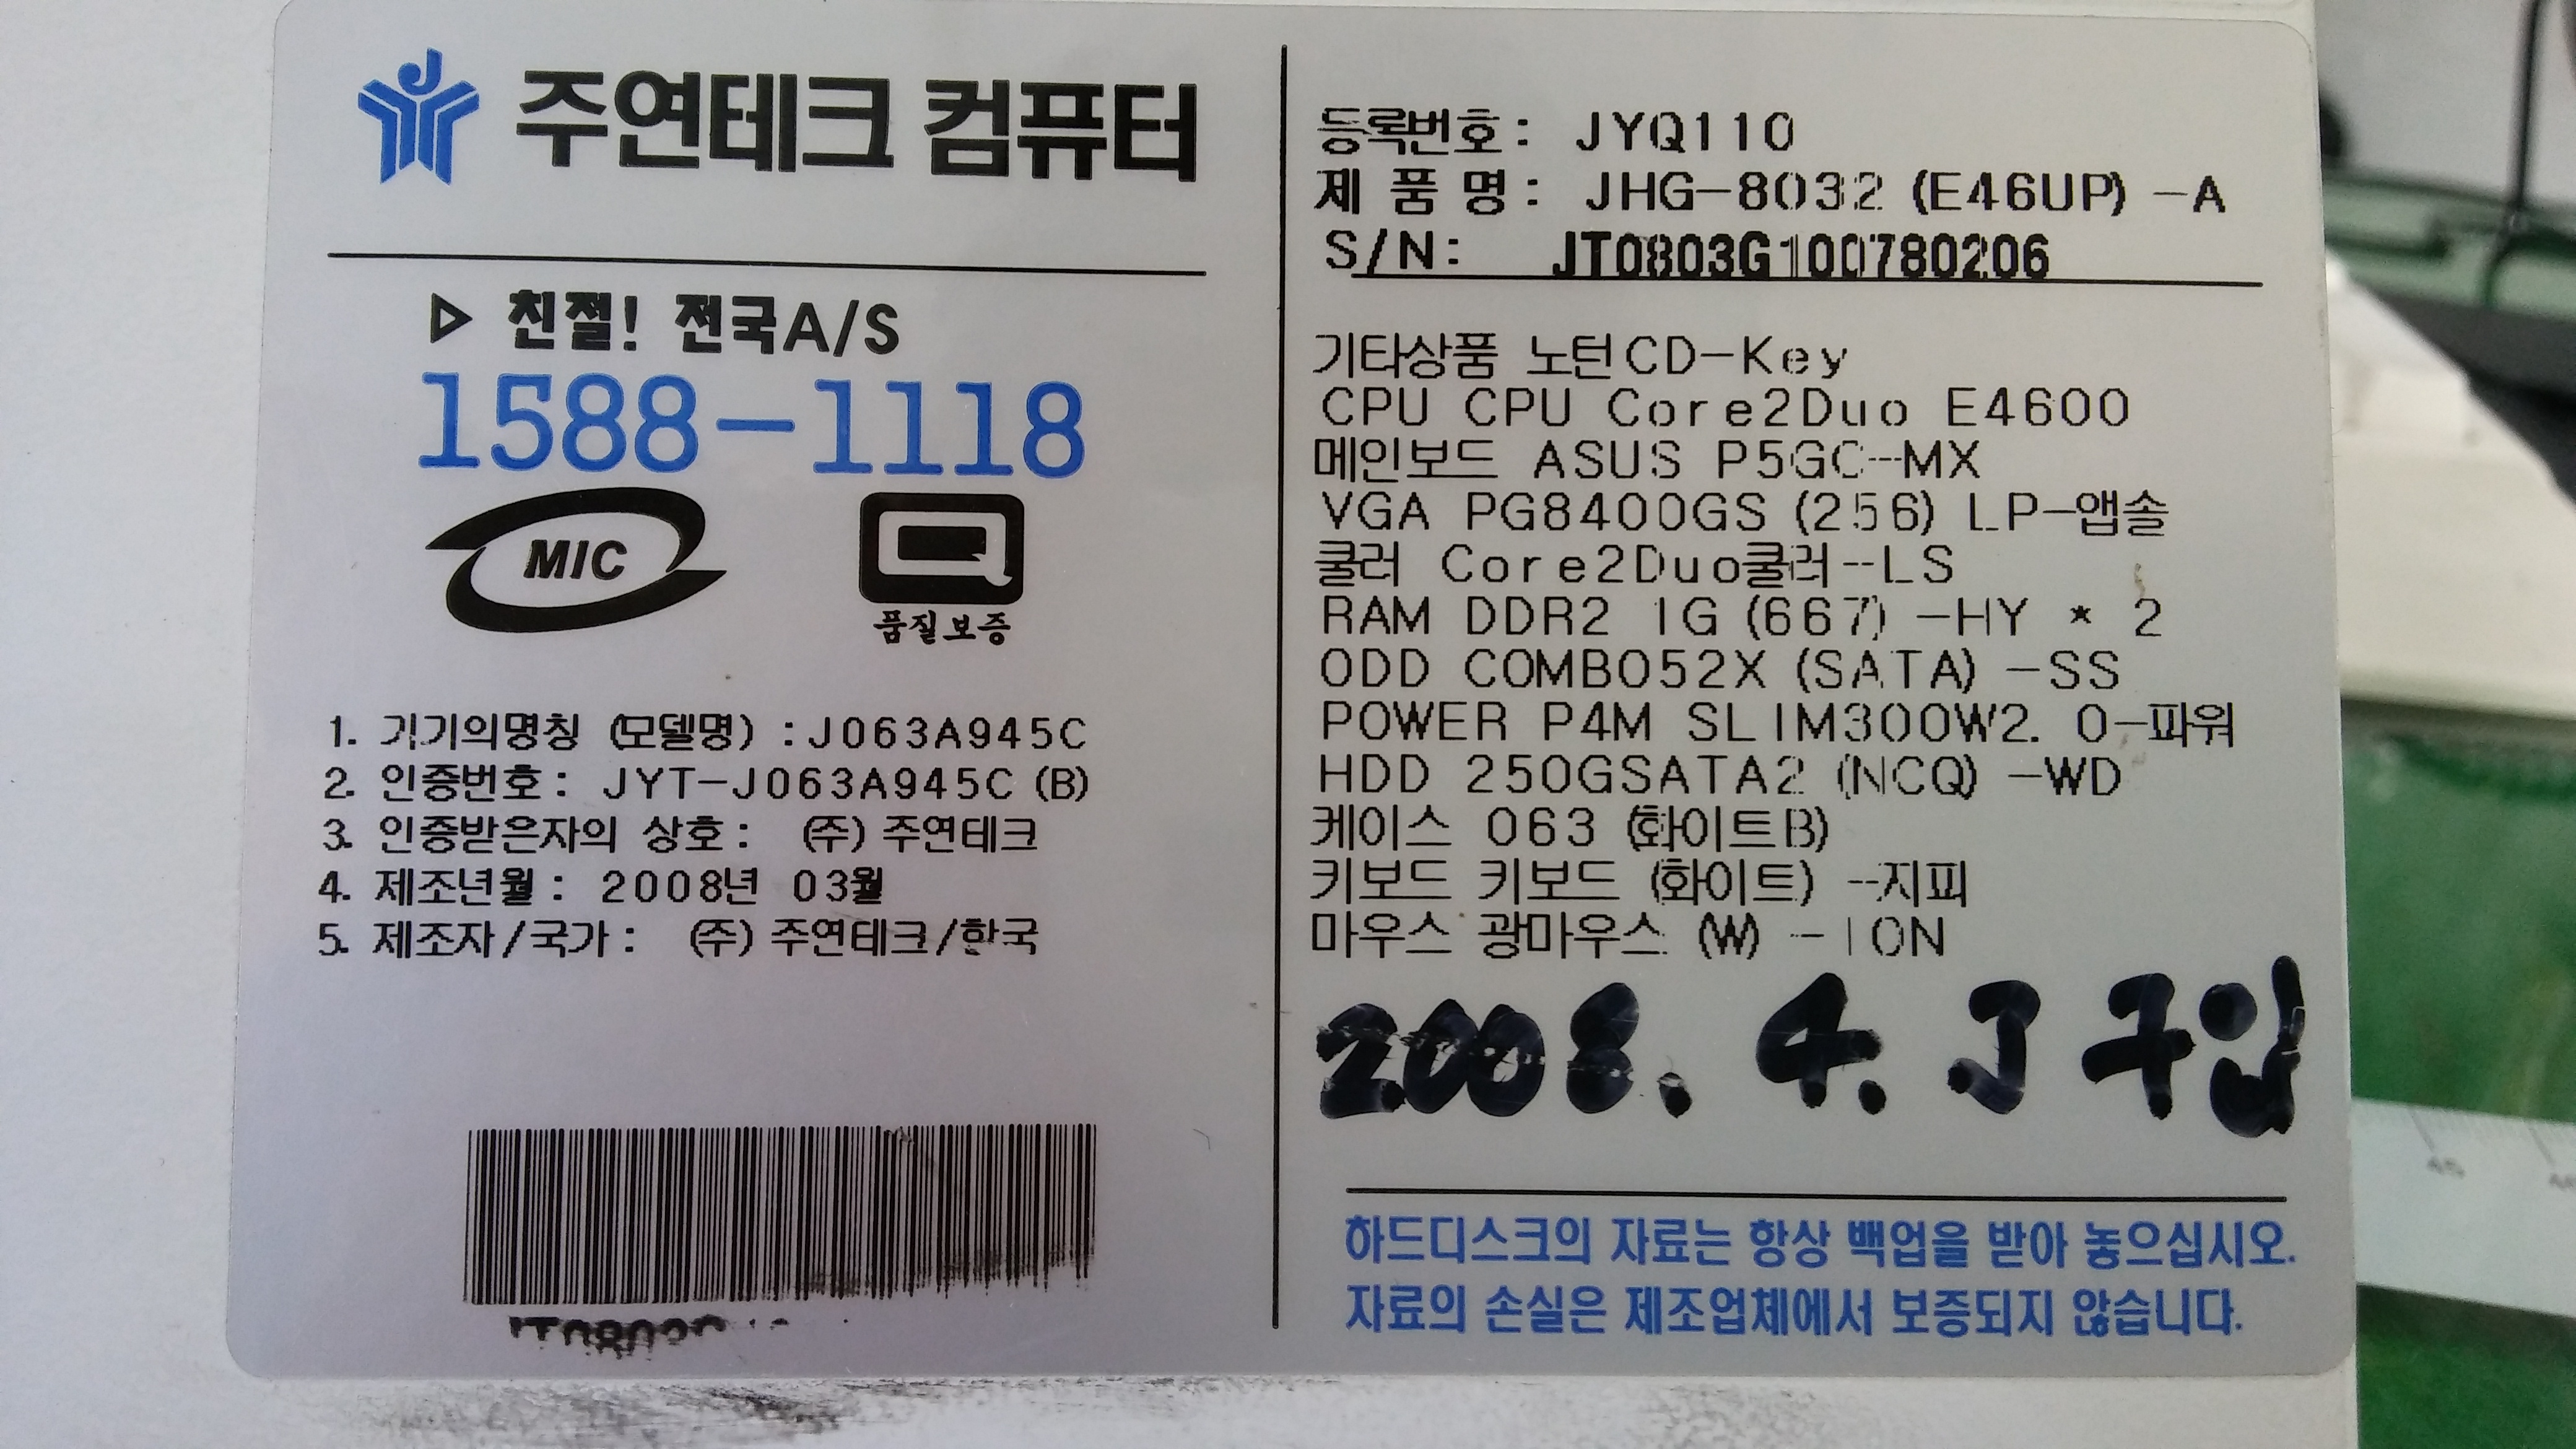 주연테크 컴퓨터
▷ 친절! 전국A/S
1588-1118
MIC
품질보증
1. 기기의명칭 (모델명) :J063A945C
2. 인증번호: JYT-J063A945C (B)
3. 인증받은자의 상호: (주) 주연테크
4. 제조년월: 2008년 03월
5. 제조자/국가: (주) 주연테크/한국
등록번호: JYQ110
제 품 명: JHG-8032 (E46UP) -A
S/N: JT0803G100780206
기타상품 노턴CD-Key
CPU CPU Core2Duo E4600
메인보드 ASUS P5GC-MX
VGA PG8400GS (256) LP-앱솔
쿨러 Core2Duo쿨러-LS
RAM DDR2 1G (667) -HY * 2
ODD COMBO52X (SATA) -SS
POWER P4M SLIM300W2. 0-파워
HDD 250GSATA2 (NCQ) -WD
케이스 063 (화이트B)
키보드 키보드 (화이트) -지피
마우스 광마우스 (W) -ION
2008. 4. 구입
하드디스크의 자료는 항상 백업을 받아 놓으십시오.
자료의 손실은 제조업체에서 보증되지 않습니다.